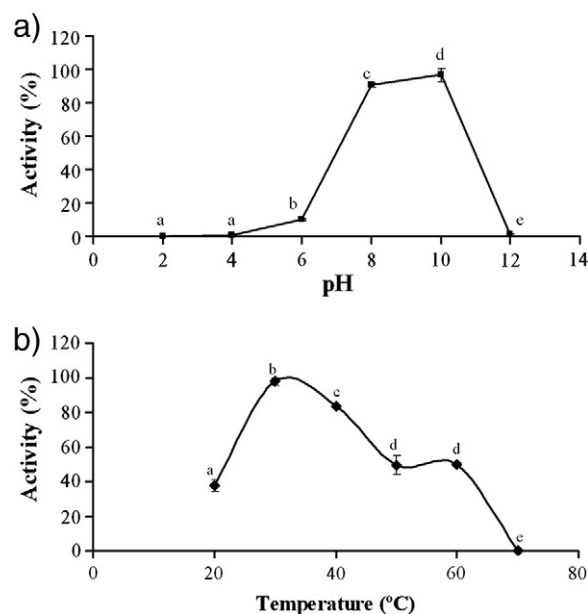 a)
120
100
80
60
40
20
0
Activity (%)
a a b c d e
0 2 4 6 8 10 12 14
pH
b)
120
100
80
60
40
20
0
Activity (%)
a b c d d e
0 20 40 60 80
Temperature (ºC)